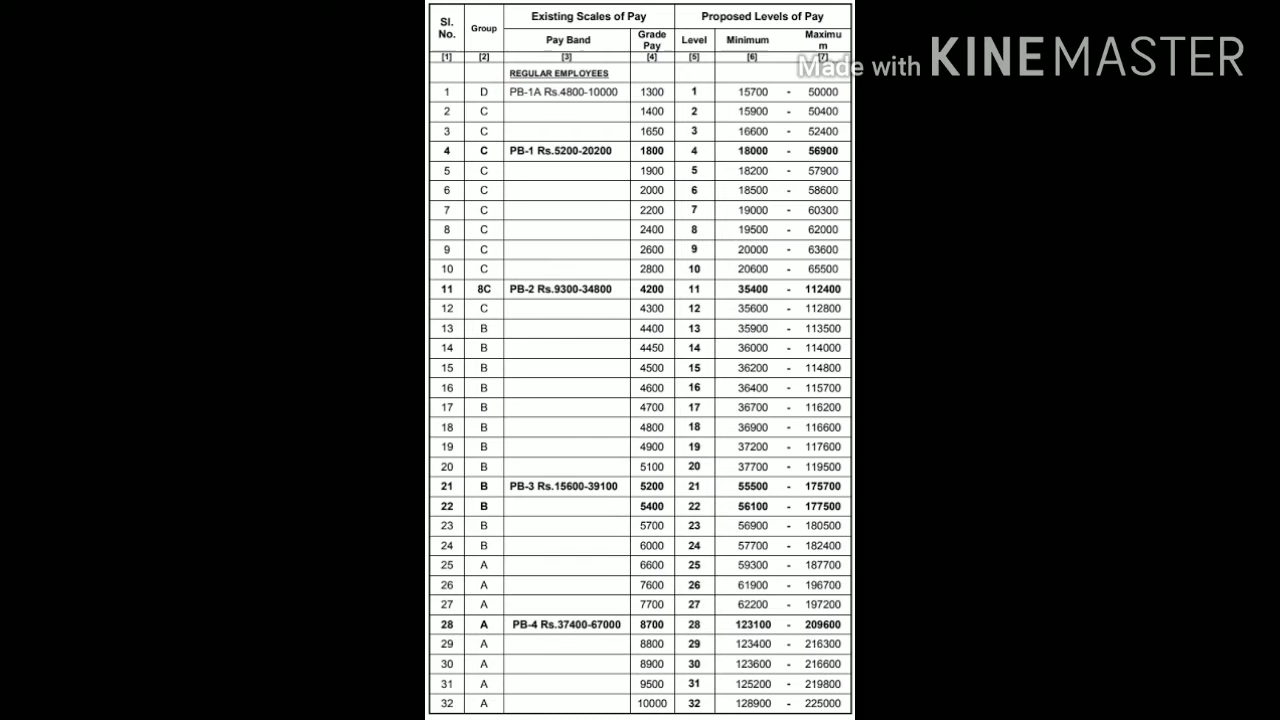 Made with KINEMASTER
Sl. No. Group Existing Scales of Pay Proposed Levels of Pay
Pay Band Grade Pay Level Minimum Maximum
[1] [2] [3] [4] [5] [6] [7]
REGULAR EMPLOYEES
1 D PB-1A Rs.4800-10000 1300 1 15700 - 50000
2 C 1400 2 15900 - 50400
3 C 1650 3 16600 - 52400
4 C PB-1 Rs.5200-20200 1800 4 18000 - 56900
5 C 1900 5 18200 - 57900
6 C 2000 6 18500 - 58600
7 C 2200 7 19000 - 60300
8 C 2400 8 19500 - 62000
9 C 2600 9 20000 - 63600
10 C 2800 10 20600 - 65500
11 8C PB-2 Rs.9300-34800 4200 11 35400 - 112400
12 C 4300 12 35600 - 112800
13 B 4400 13 35900 - 113500
14 B 4450 14 36000 - 114000
15 B 4500 15 36200 - 114800
16 B 4600 16 36400 - 115700
17 B 4700 17 36700 - 116200
18 B 4800 18 36900 - 116600
19 B 4900 19 37200 - 117600
20 B 5100 20 37700 - 119500
21 B PB-3 Rs.15600-39100 5200 21 55500 - 175700
22 B 5400 22 56100 - 177500
23 B 5700 23 56900 - 180500
24 B 6000 24 57700 - 182400
25 A 6600 25 59300 - 187700
26 A 7600 26 61900 - 196700
27 A 7700 27 62200 - 197200
28 A PB-4 Rs.37400-67000 8700 28 123100 - 209600
29 A 8800 29 123400 - 216300
30 A 8900 30 123600 - 216600
31 A 9500 31 125200 - 219800
32 A 10000 32 128900 - 225000